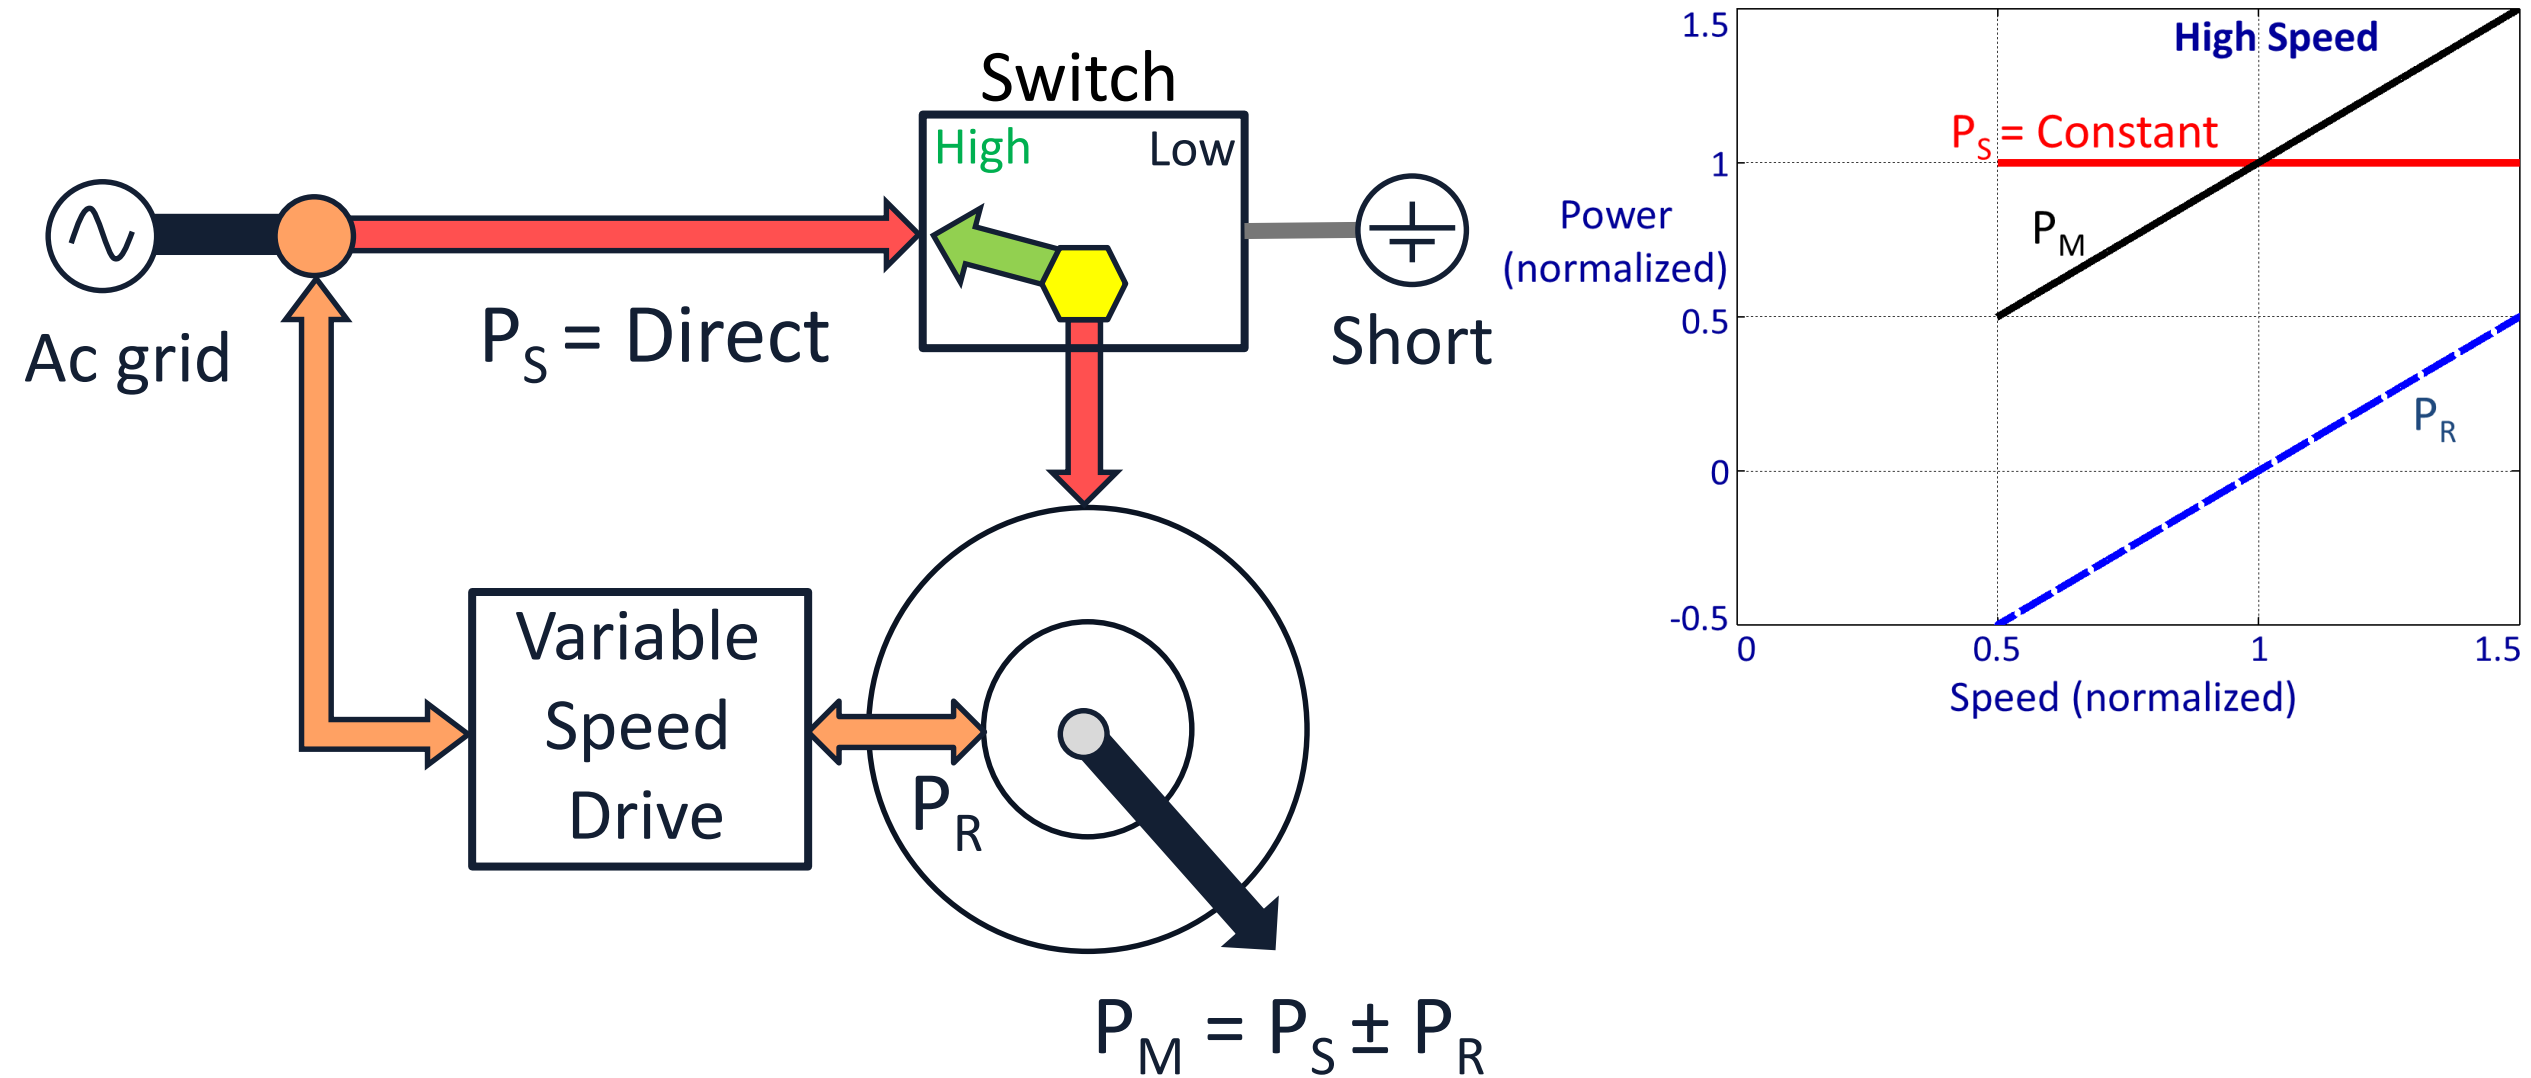 Switch
High
Low
Ac grid
P_S = Direct
Short
Variable
Speed
Drive
P_R
P_M = P_S ± P_R
1.5
High Speed
P_S = Constant
1
Power
(normalized)
P_M
0.5
P_R
0
-0.5
0 0.5 1 1.5
Speed (normalized)